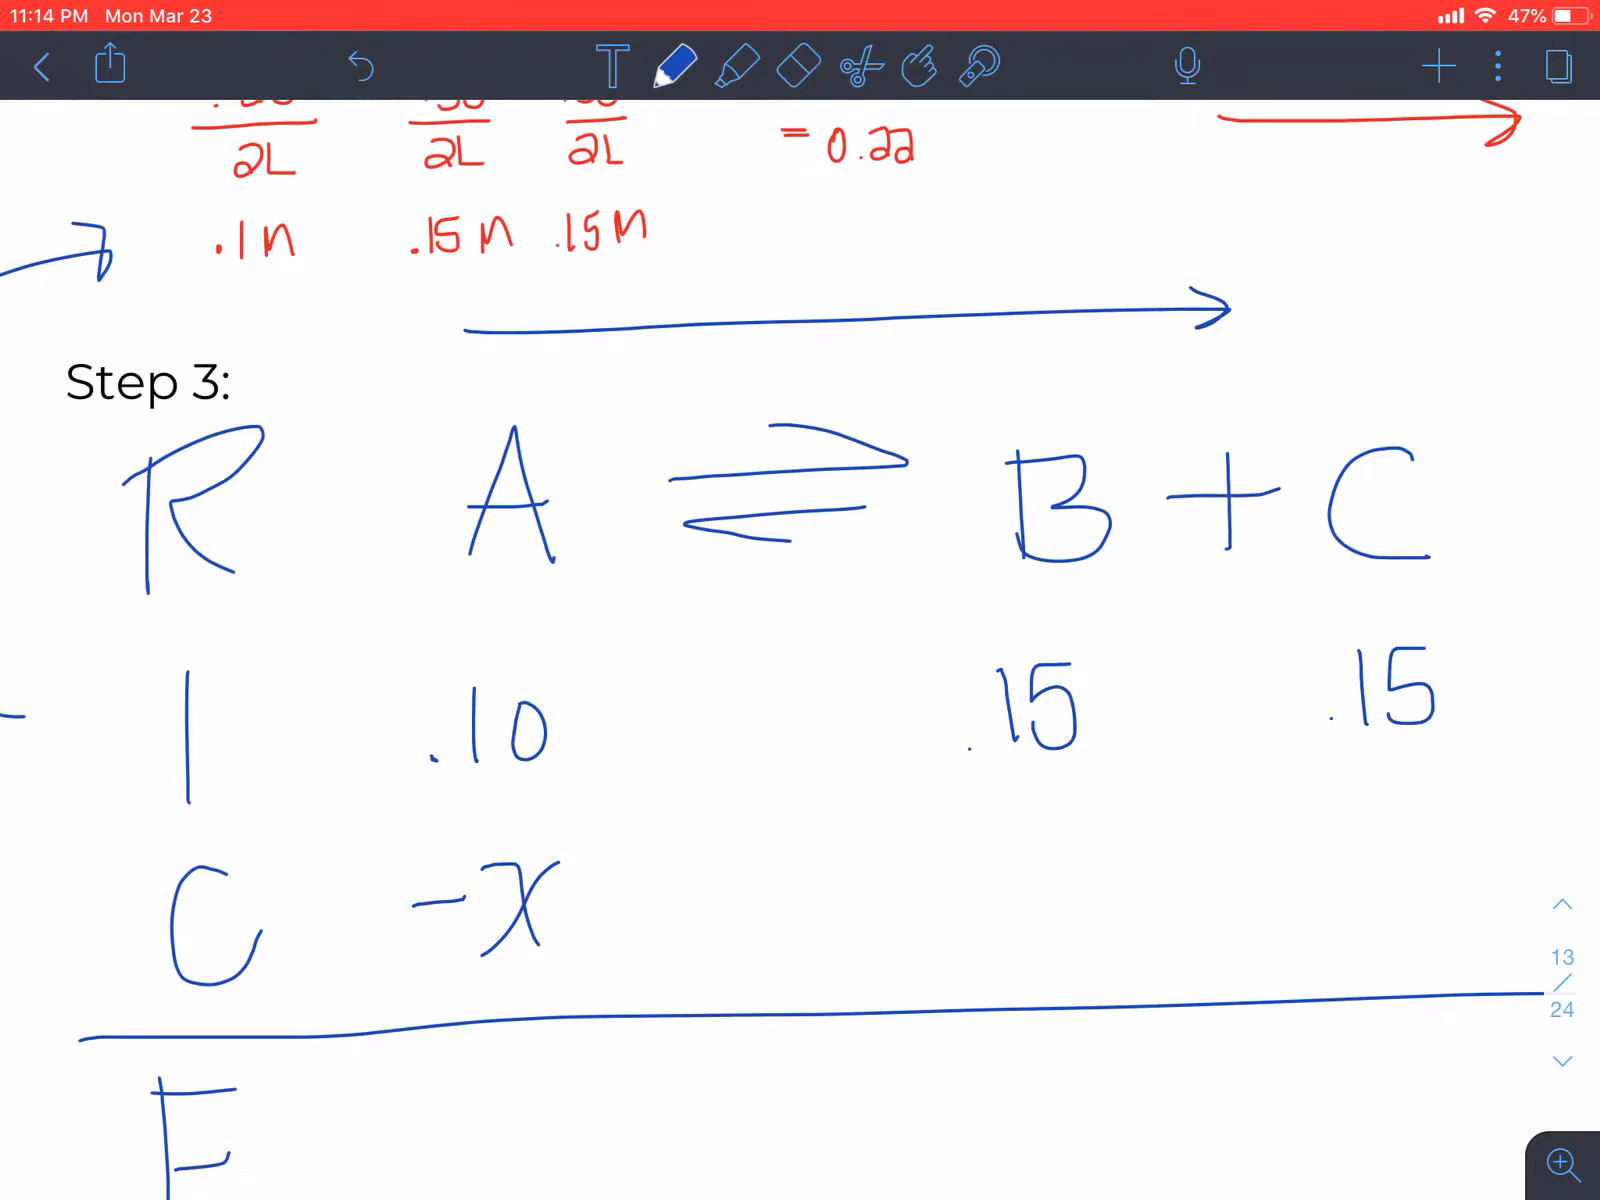 11:14 PM Mon Mar 23 47%
2L 2L 2L = 0.22
.1M .15M .15M
Step 3:
R A ⇌ B + C
I .10 .15 .15
C -x
13
/
24
E